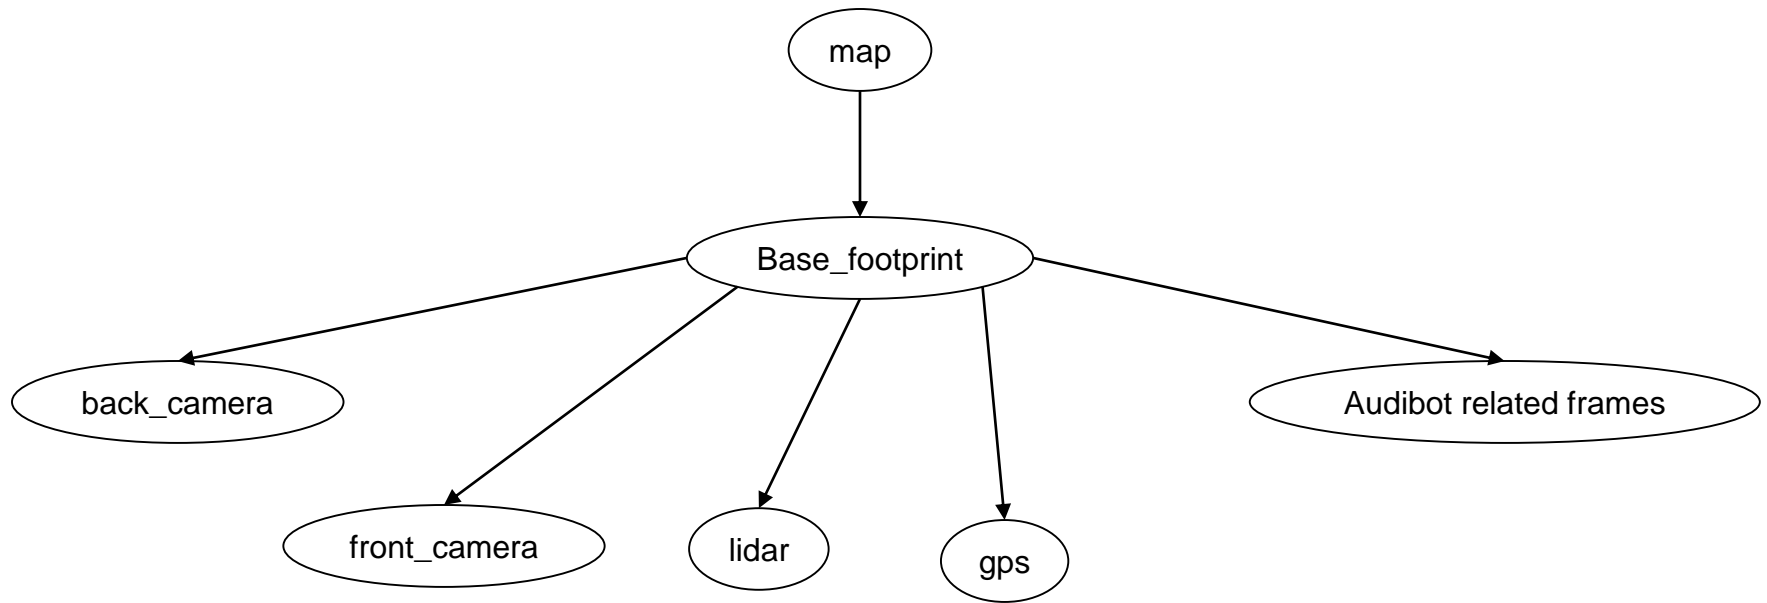 map
Base_footprint
back_camera
Audibot related frames
front_camera
lidar
gps